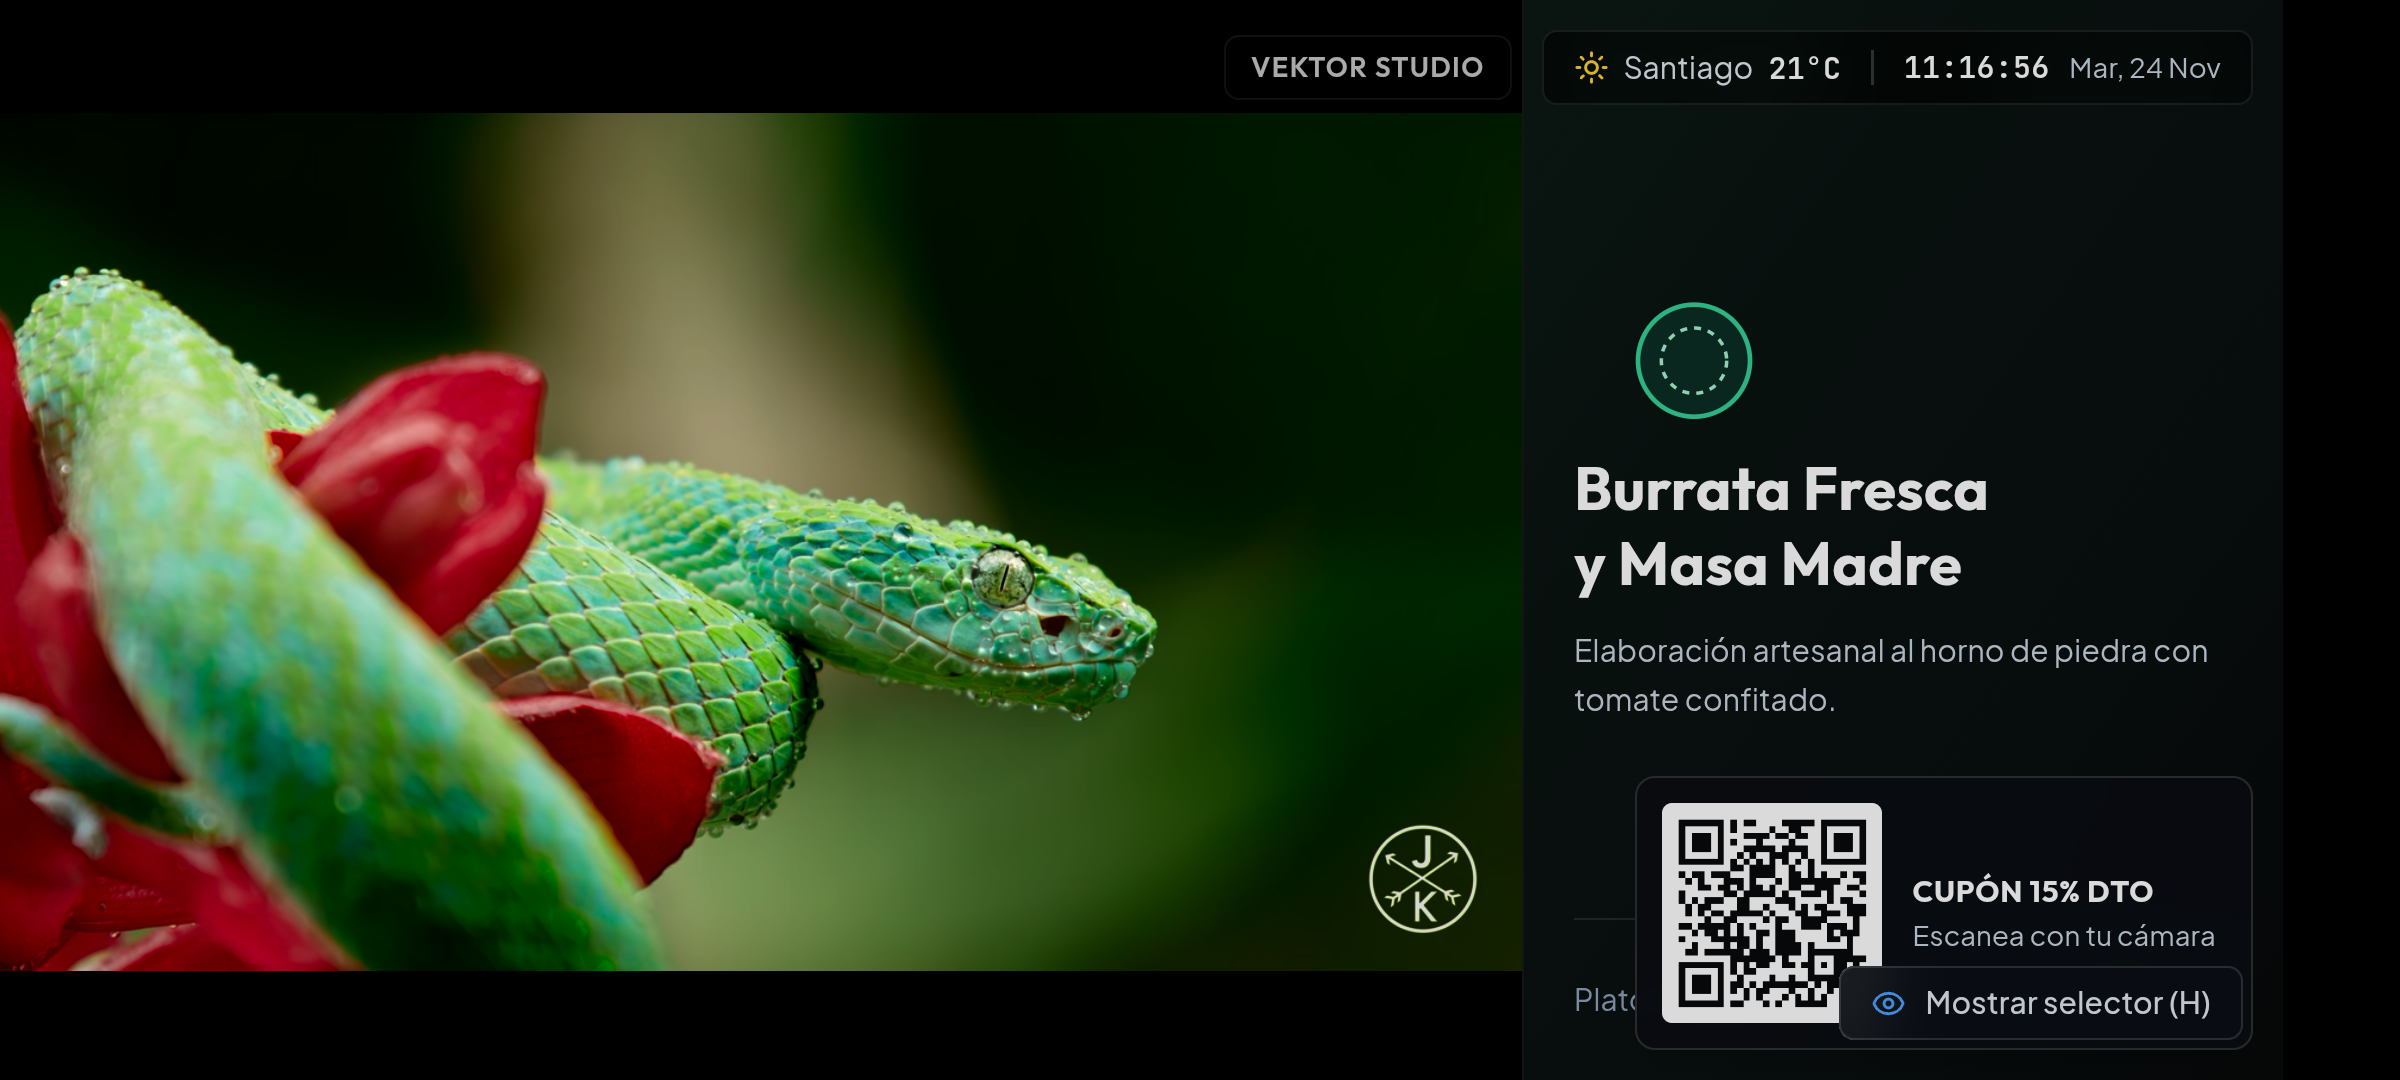 VEKTOR STUDIO
Santiago 21°C | 11:16:56 Mar, 24 Nov
Burrata Fresca
y Masa Madre
Elaboración artesanal al horno de piedra con
tomate confitado.
CUPÓN 15% DTO
Escanea con tu cámara
Mostrar selector (H)
J
K